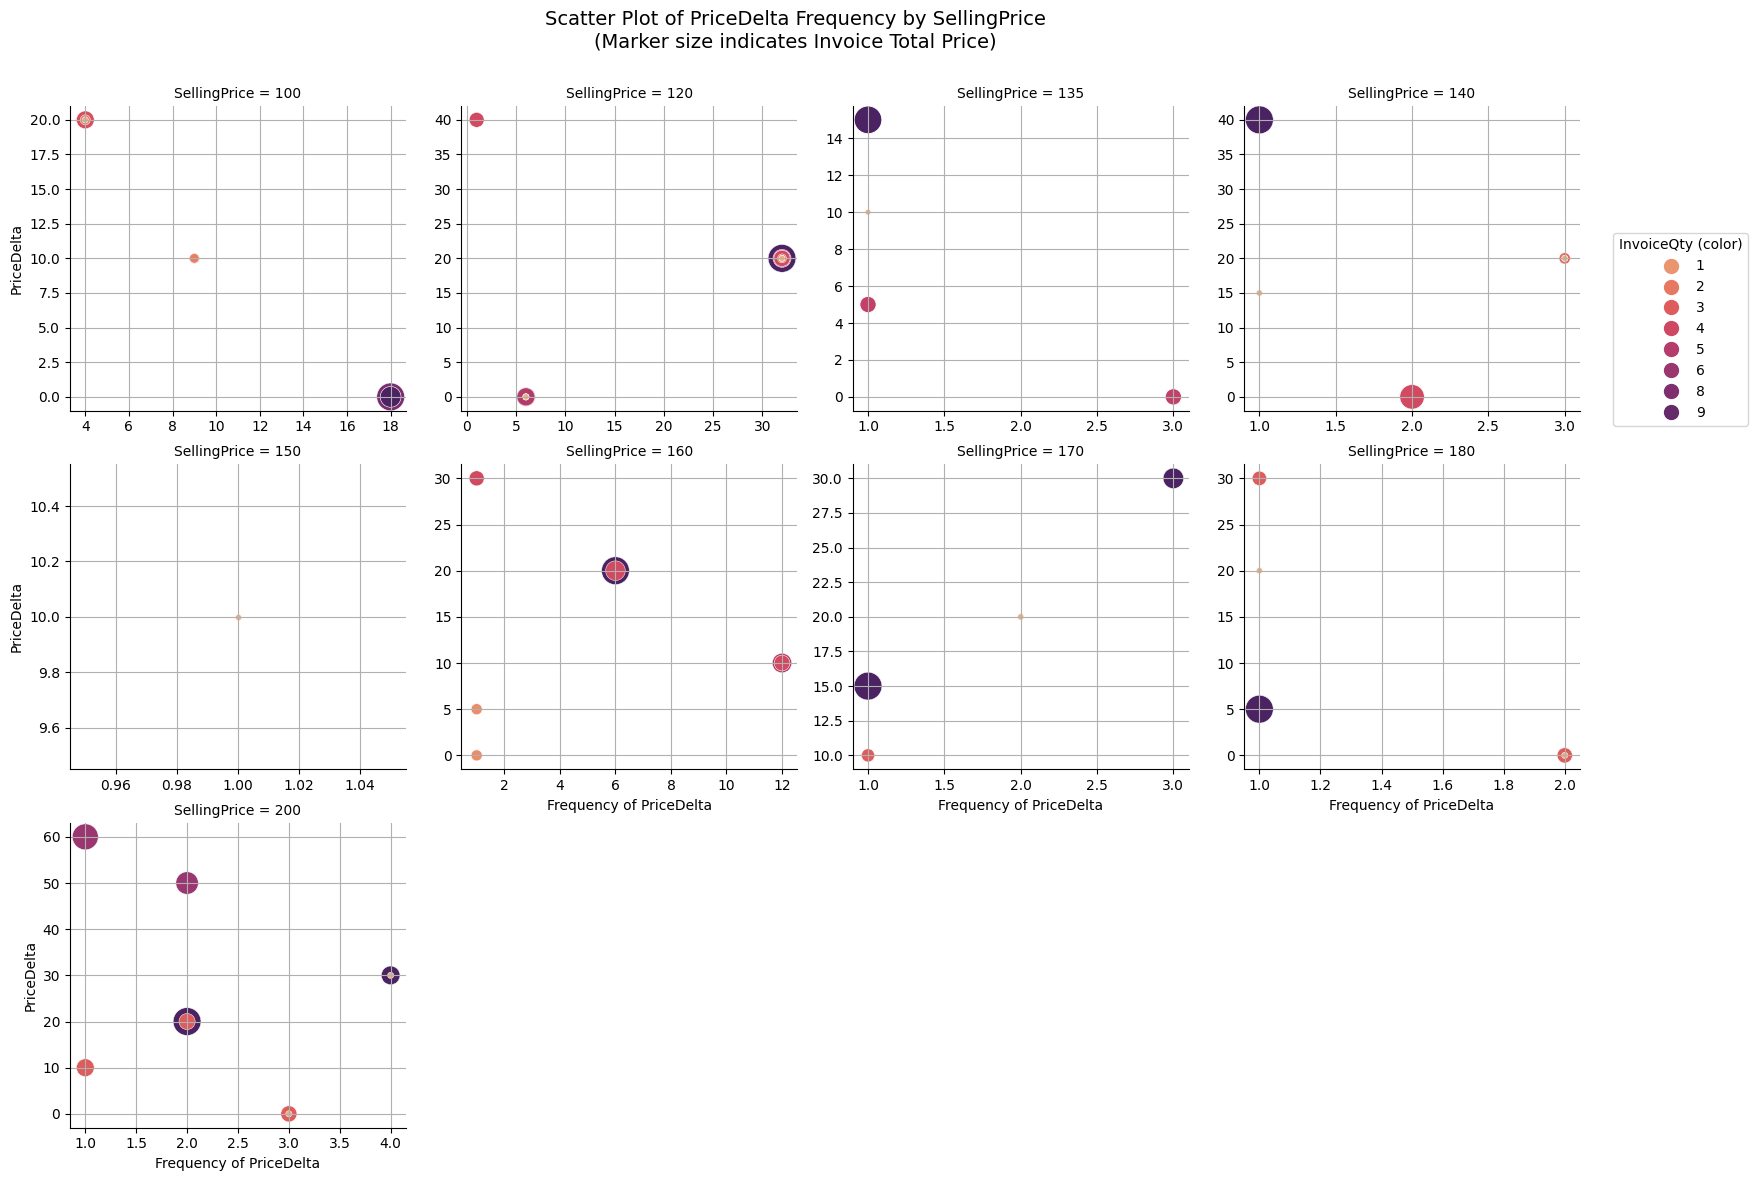 Scatter Plot of PriceDelta Frequency by SellingPrice
(Marker size indicates Invoice Total Price)
SellingPrice = 100
20.0
17.5
15.0
12.5
10.0
7.5
5.0
2.5
0.0
PriceDelta
4 6 8 10 12 14 16 18
SellingPrice = 120
40
35
30
25
20
15
10
5
0
0 5 10 15 20 25 30
SellingPrice = 135
14
12
10
8
6
4
2
0
1.0 1.5 2.0 2.5 3.0
SellingPrice = 140
40
35
30
25
20
15
10
5
0
1.0 1.5 2.0 2.5 3.0
InvoiceQty (color)
1
2
3
4
5
6
8
9
SellingPrice = 150
10.4
10.2
10.0
9.8
9.6
PriceDelta
0.96 0.98 1.00 1.02 1.04
SellingPrice = 160
30
25
20
15
10
5
0
2 4 6 8 10 12
Frequency of PriceDelta
SellingPrice = 170
30.0
27.5
25.0
22.5
20.0
17.5
15.0
12.5
10.0
1.0 1.5 2.0 2.5 3.0
Frequency of PriceDelta
SellingPrice = 180
30
25
20
15
10
5
0
1.0 1.2 1.4 1.6 1.8 2.0
Frequency of PriceDelta
SellingPrice = 200
60
50
40
30
20
10
0
PriceDelta
1.0 1.5 2.0 2.5 3.0 3.5 4.0
Frequency of PriceDelta